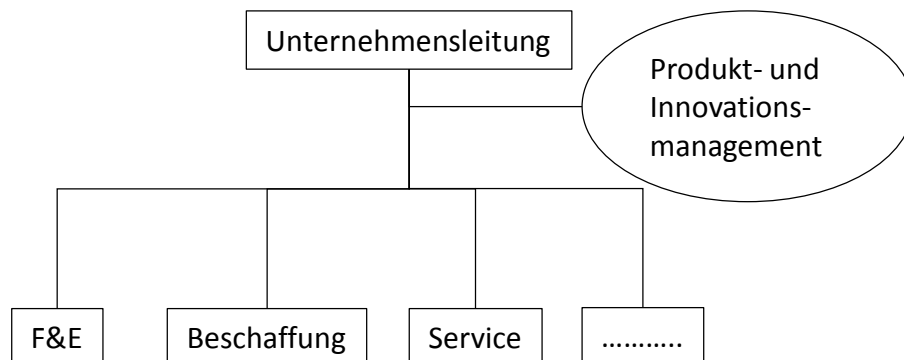 Unternehmensleitung
Produkt- und
Innovations-
management
F&E
Beschaffung
Service
………..